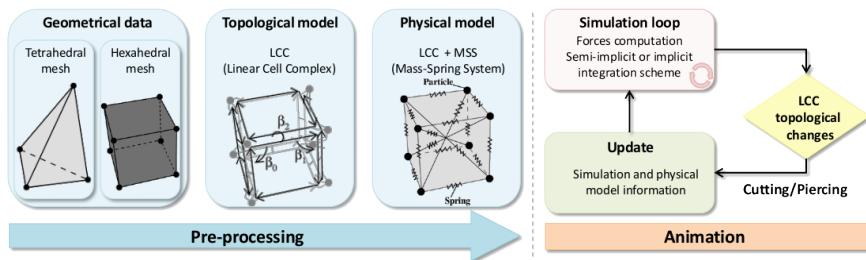 Geometrical data
Tetrahedral
mesh
Hexahedral
mesh
Topological model
LCC
(Linear Cell Complex)
β2
β0
β
Physical model
LCC + MSS
(Mass-Spring System)
Particle
Spring
Pre-processing
Simulation loop
Forces computation
Semi-implicit or implicit
integration scheme
LCC
topological
changes
Update
Simulation and physical
model information
Cutting/Piercing
Animation